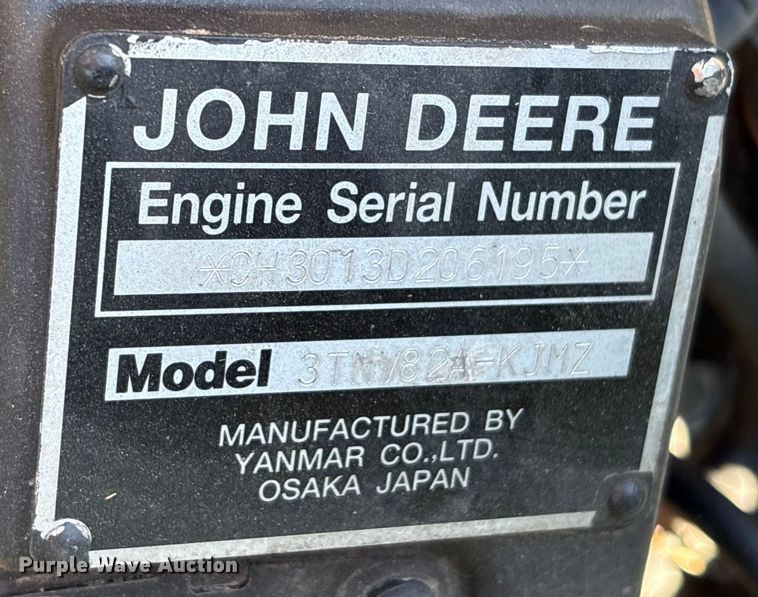 JOHN DEERE
Engine Serial Number
*CH3013D206195*
Model 3TNV82A-KJMZ
MANUFACTURED BY
YANMAR CO.,LTD.
OSAKA JAPAN
Purple Wave Auction